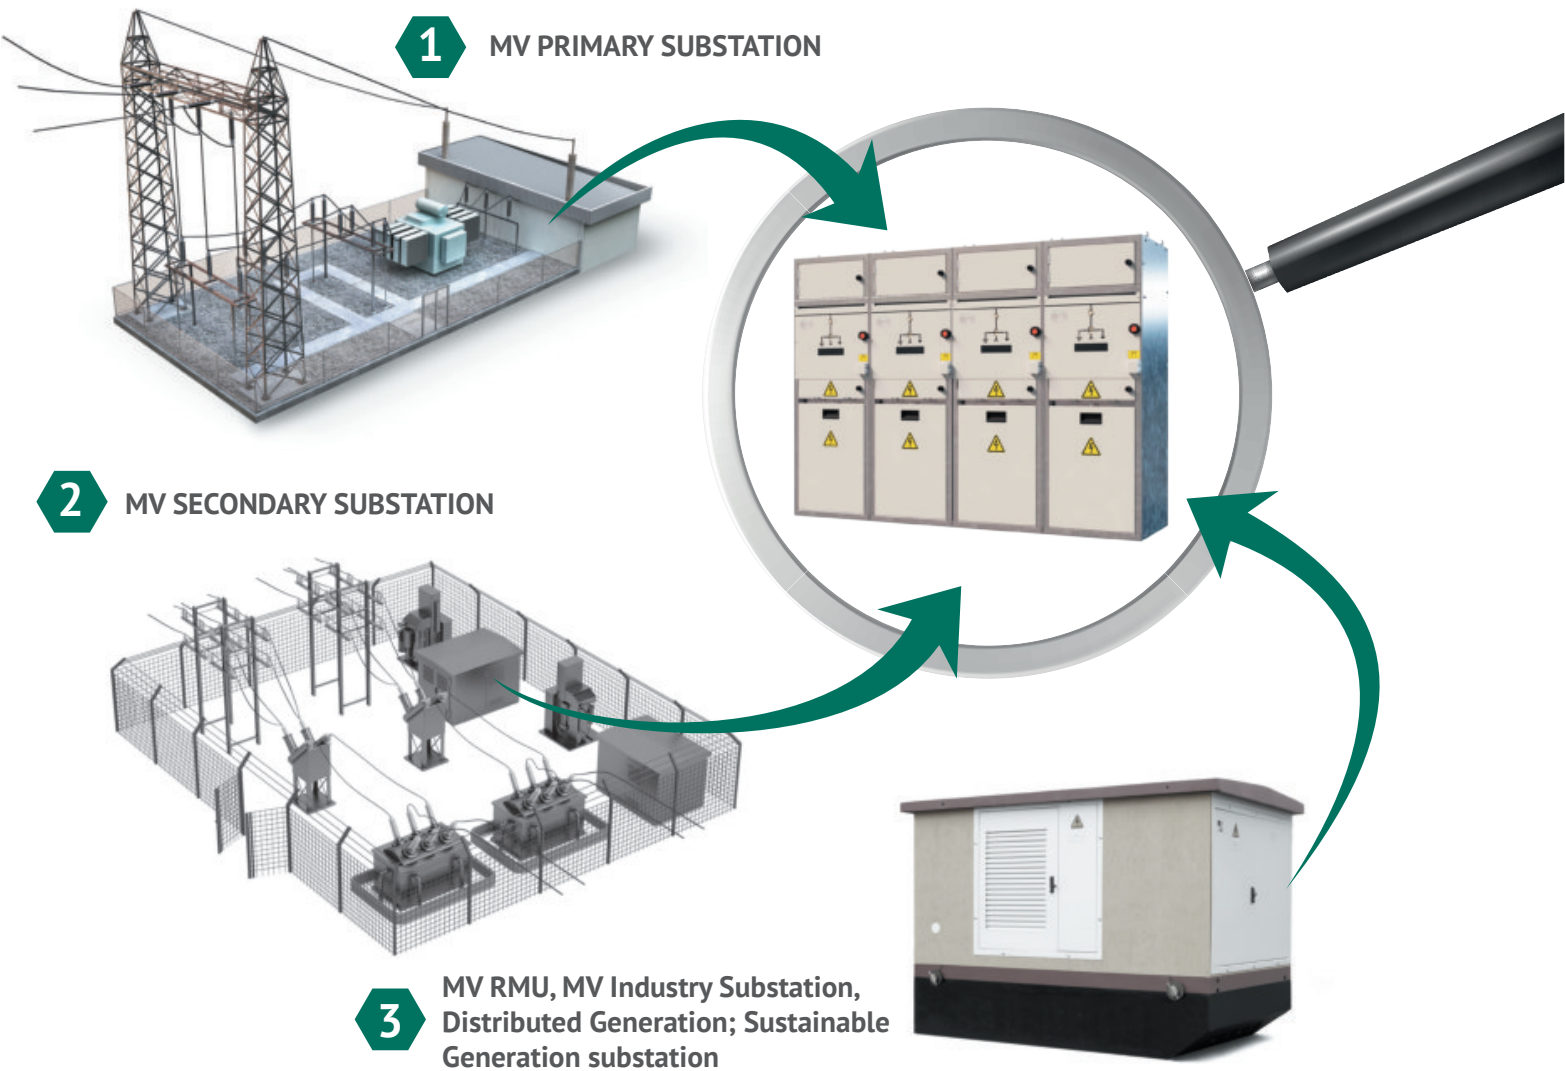 1
MV PRIMARY SUBSTATION
2
MV SECONDARY SUBSTATION
3
MV RMU, MV Industry Substation,
Distributed Generation; Sustainable
Generation substation